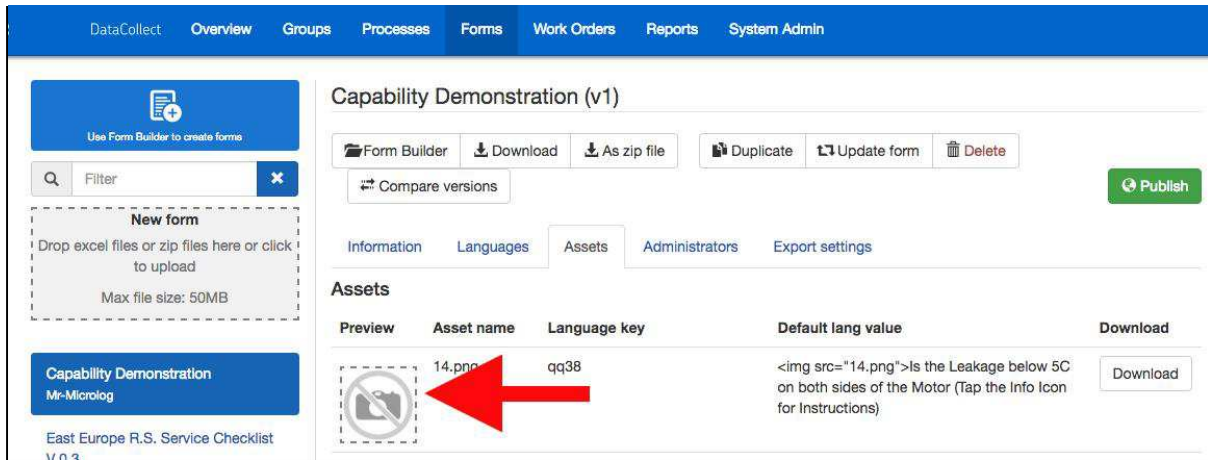 DataCollect Overview Groups Processes Forms Work Orders Reports System Admin
Use Form Builder to create forms
Filter
New form
Drop excel files or zip files here or click
to upload
Max file size: 50MB
Capability Demonstration
Mr-Microlog
East Europe R.S. Service Checklist
V 0.3
Capability Demonstration (v1)
Form Builder Download As zip file Duplicate Update form Delete
Compare versions
Publish
Information Languages Assets Administrators Export settings
Assets
Preview Asset name Language key Default lang value Download
14.png qq38 <img src="14.png">Is the Leakage below 5C Download
on both sides of the Motor (Tap the Info Icon
for Instructions)